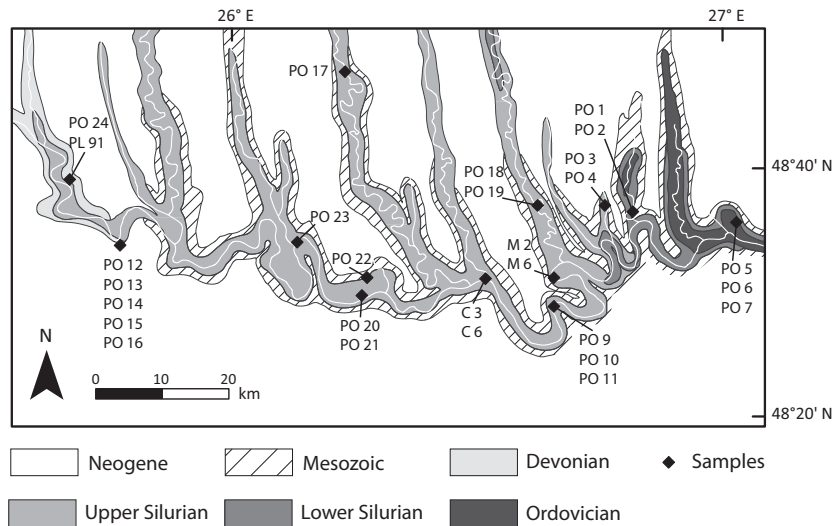 26° E
27° E
PO 17
PO 1
PO 2
PO 24
PL 91
PO 3
PO 4
PO 18
PO 19
48°40' N
PO 23
M 2
M 6
PO 22
PO 12
PO 13
PO 14
PO 15
PO 16
PO 5
PO 6
PO 7
C 3
C 6
PO 20
PO 21
PO 9
PO 10
PO 11
N
0 10 20
km
48°20' N
Neogene
Mesozoic
Devonian
Samples
Upper Silurian
Lower Silurian
Ordovician